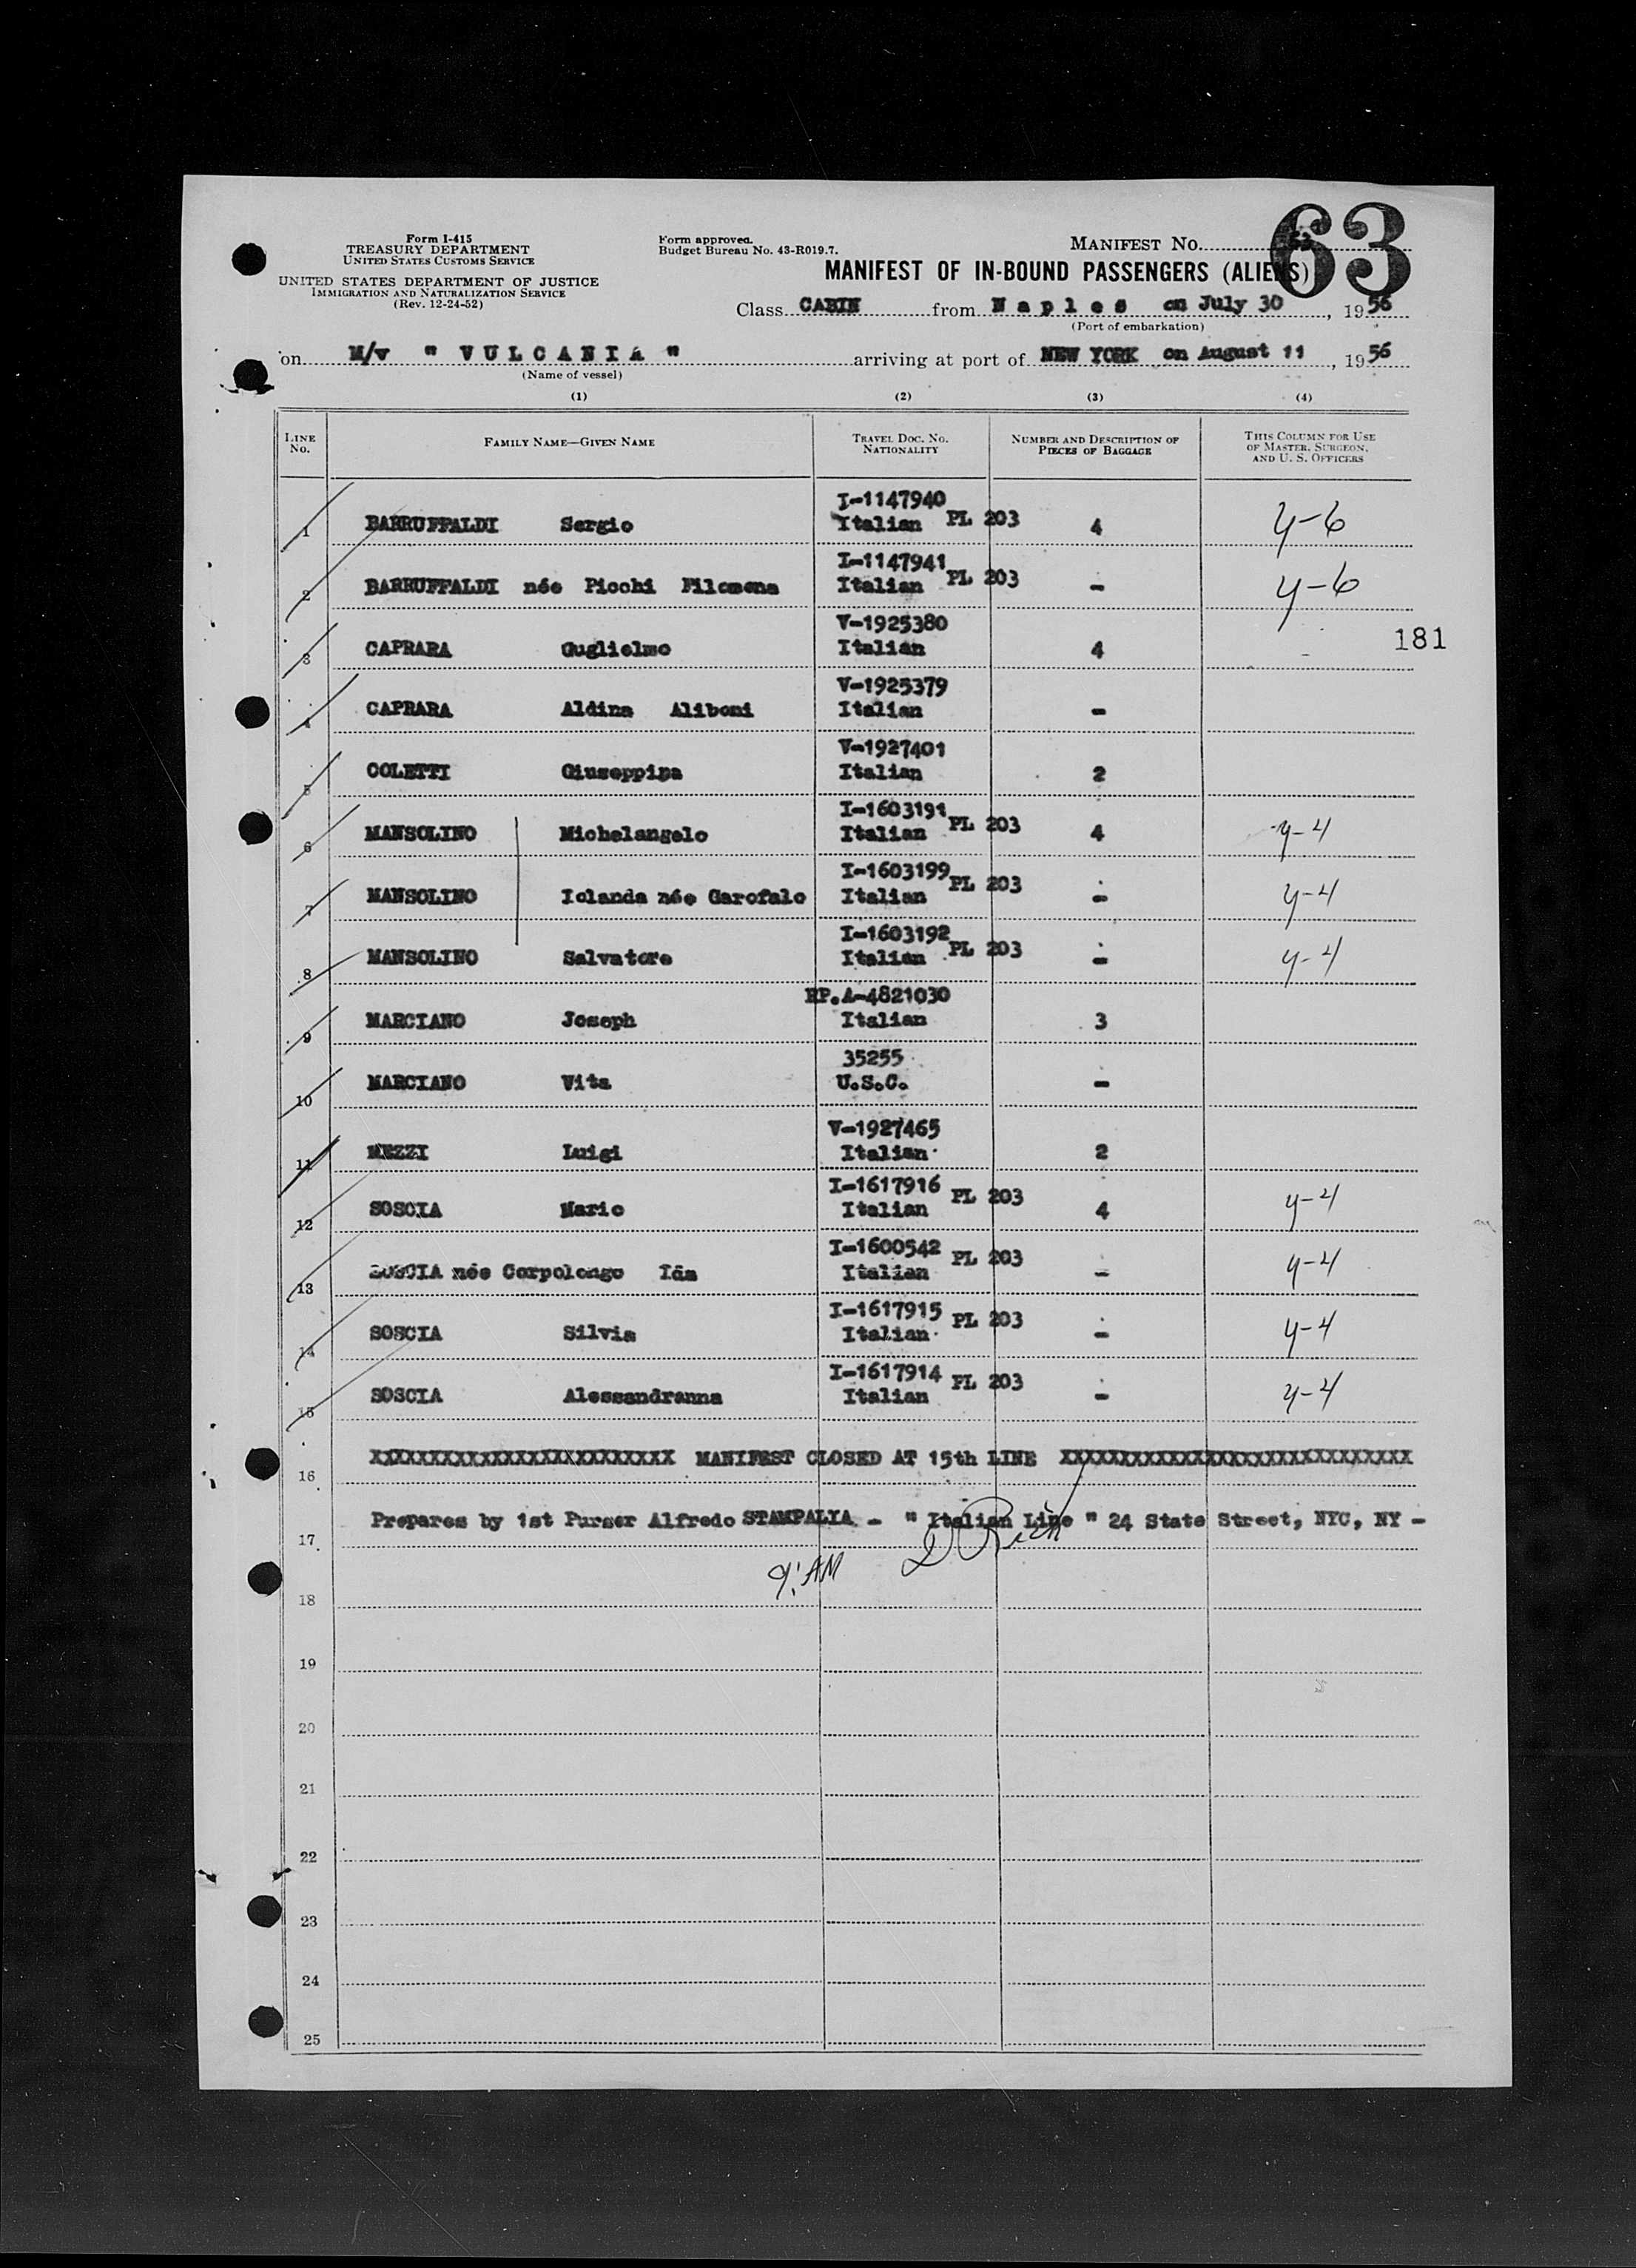 63
Form I-415
TREASURY DEPARTMENT
UNITED STATES CUSTOMS SERVICE
UNITED STATES DEPARTMENT OF JUSTICE
IMMIGRATION AND NATURALIZATION SERVICE
(Rev. 12-24-52)
Form approved.
Budget Bureau No. 43-R019.7.
MANIFEST NO.
MANIFEST OF IN-BOUND PASSENGERS (ALIENS)
Class CABIN from Naples on July 30, 1956
(Port of embarkation)
on M/v " VULCANIA " arriving at port of NEW YORK on August 11, 1956
(Name of vessel)
(1) (2) (3) (4)
LINE NO. FAMILY NAME—GIVEN NAME TRAVEL DOC. NO. NATIONALITY NUMBER AND DESCRIPTION OF PIECES OF BAGGAGE THIS COLUMN FOR USE OF MASTER, SURGEON, AND U. S. OFFICERS
1 BARRUFFALDI Sergio I-1147940 Italian PL 203 4 y-6
2 BARRUFFALDI née Picchi Filomena I-1147941 Italian PL 203 - y-6
3 CAPRARA Guglielmo V-1925380 Italian 4
181
4 CAPRARA Aldina Aliboni V-1925379 Italian -
5 COLETTI Giuseppina V-1927401 Italian 2
6 MANSOLINO Michelangelo I-1603191 Italian PL 203 4 y-4
7 MANSOLINO Iolanda née Garofalo I-1603199 Italian PL 203 - y-4
8 MANSOLINO Salvatore I-1603192 Italian PL 203 - y-4
9 MARCIANO Joseph RP.A-4821030 Italian 3
10 MARCIANO Vita 35255 U.S.C. -
11 MEZZI Luigi V-1927465 Italian 2
12 SOSCIA Mario I-1617916 Italian PL 203 4 y-4
13 SOSCIA née Carpolongo Ida I-1600542 Italian PL 203 - y-4
14 SOSCIA Silvia I-1617915 Italian PL 203 - y-4
15 SOSCIA Alessandranna I-1617914 Italian PL 203 - y-4
16 XXXXXXXXXXXXXXXXXXXXXXXXX MANIFEST CLOSED AT 15th LINE XXXXXXXXXXXXXXXXXXXXXXXXXXXXX
17 Prepares by 1st Purser Alfredo STAMPALIA - " Italian Line " 24 State Street, NYC, NY -
18
19
20
21
22
23
24
25